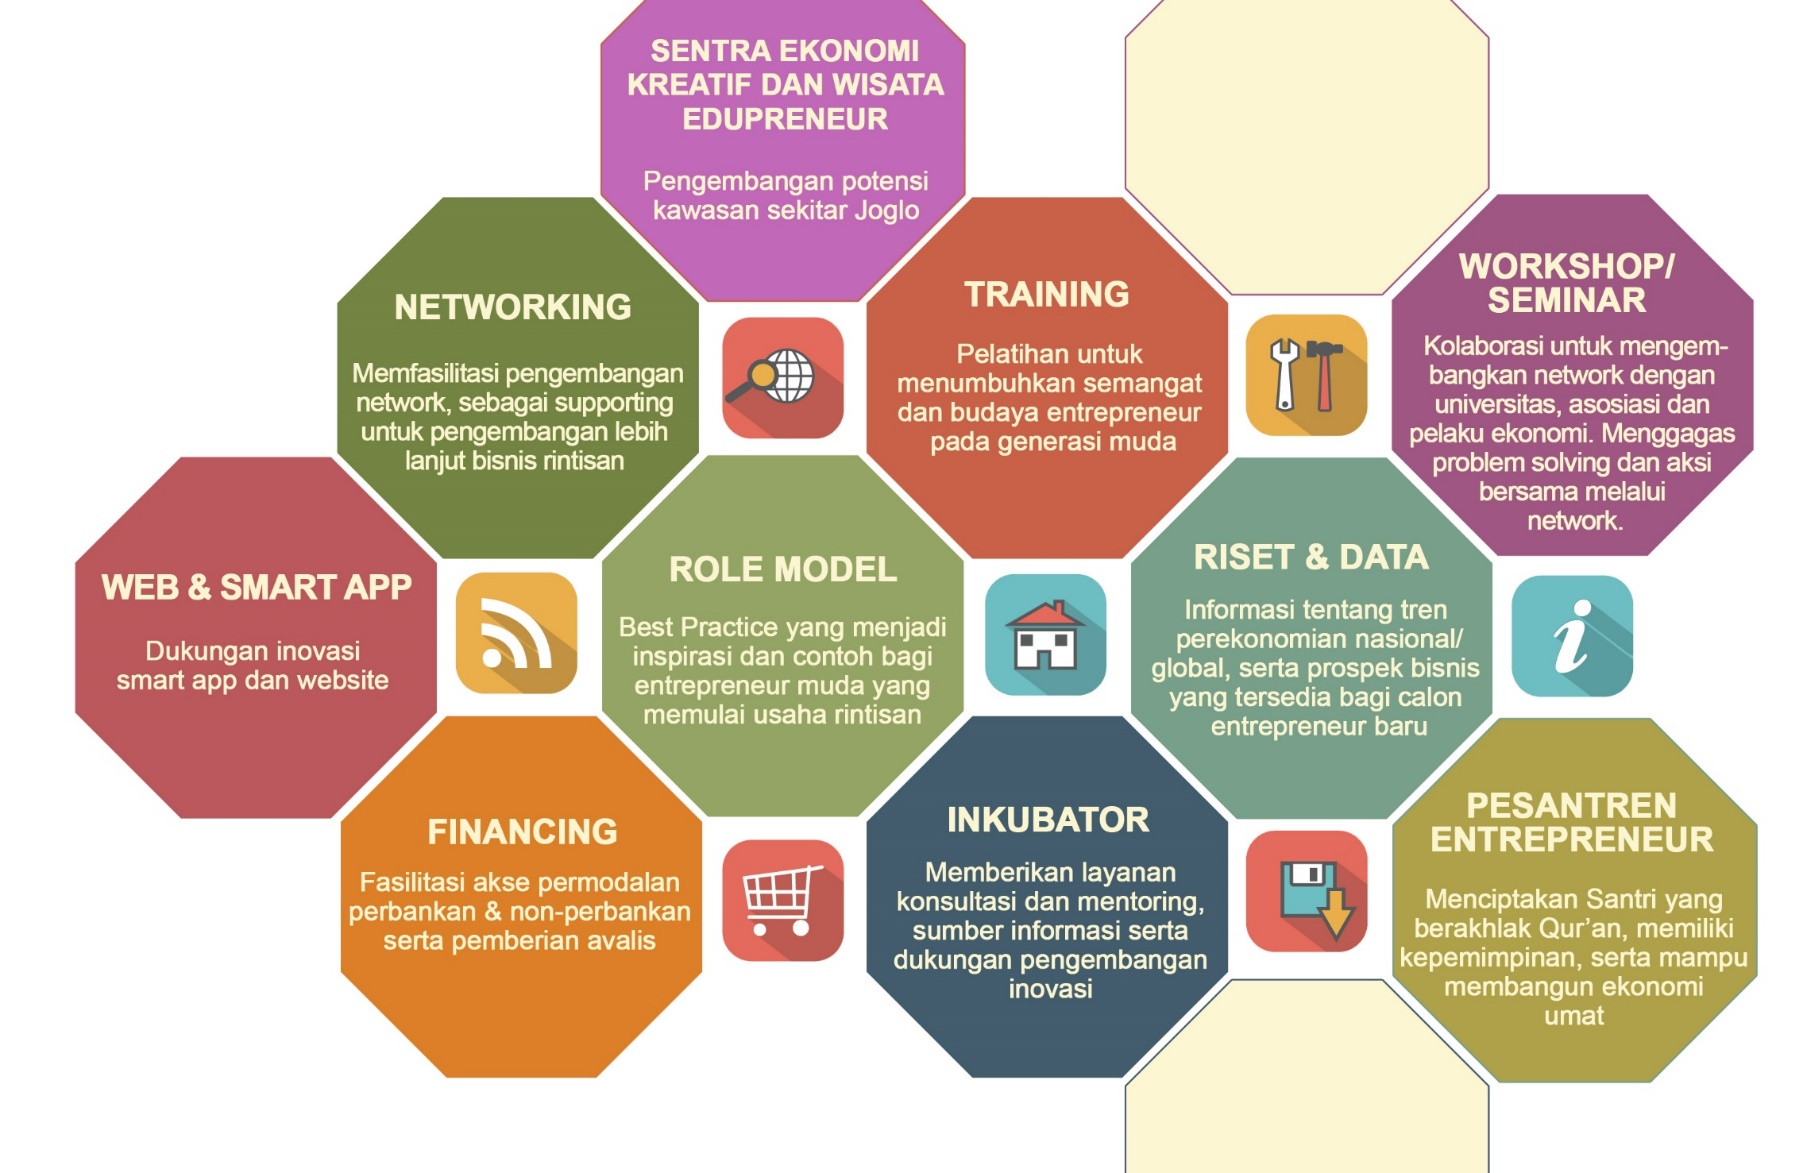 SENTRA EKONOMI
KREATIF DAN WISATA
EDUPRENEUR
Pengembangan potensi
kawasan sekitar Joglo
NETWORKING
Memfasilitasi pengembangan
network, sebagai supporting
untuk pengembangan lebih
lanjut bisnis rintisan
TRAINING
Pelatihan untuk
menumbuhkan semangat
dan budaya entrepreneur
pada generasi muda
WORKSHOP/
SEMINAR
Kolaborasi untuk mengem-
bangkan network dengan
universitas, asosiasi dan
pelaku ekonomi. Menggagas
problem solving dan aksi
bersama melalui
network.
WEB & SMART APP
Dukungan inovasi
smart app dan website
ROLE MODEL
Best Practice yang menjadi
inspirasi dan contoh bagi
entrepreneur muda yang
memulai usaha rintisan
RISET & DATA
Informasi tentang tren
perekonomian nasional/
global, serta prospek bisnis
yang tersedia bagi calon
entrepreneur baru
FINANCING
Fasilitasi akse permodalan
perbankan & non-perbankan
serta pemberian avalis
INKUBATOR
Memberikan layanan
konsultasi dan mentoring,
sumber informasi serta
dukungan pengembangan
inovasi
PESANTREN
ENTREPRENEUR
Menciptakan Santri yang
berakhlak Qur'an, memiliki
kepemimpinan, serta mampu
membangun ekonomi
umat